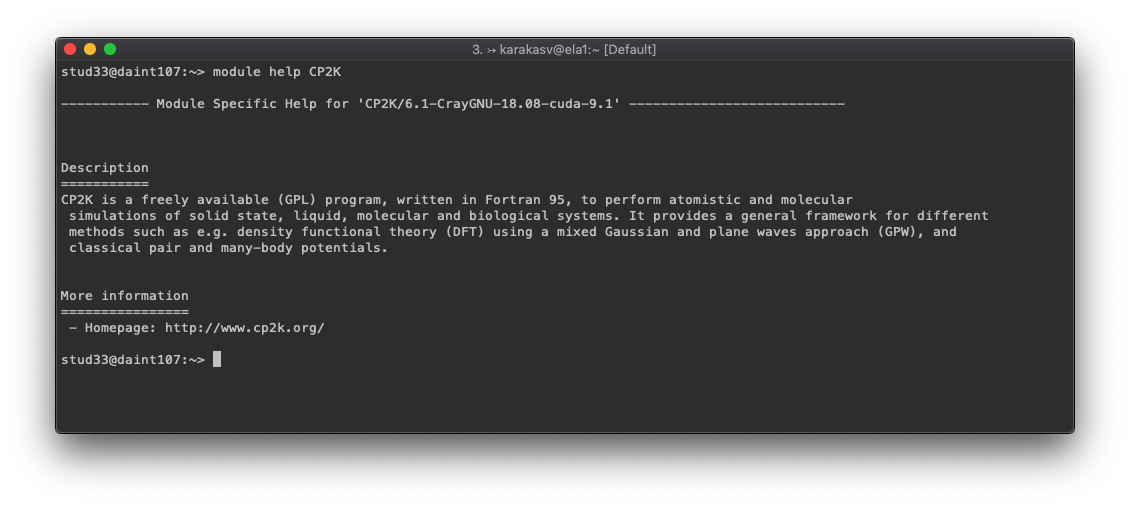 3. ↣ karakasv@ela1:~ [Default]
stud33@daint107:~> module help CP2K
----------- Module Specific Help for 'CP2K/6.1-CrayGNU-18.08-cuda-9.1' ---------------------------
Description
===========
CP2K is a freely available (GPL) program, written in Fortran 95, to perform atomistic and molecular
simulations of solid state, liquid, molecular and biological systems. It provides a general framework for different
methods such as e.g. density functional theory (DFT) using a mixed Gaussian and plane waves approach (GPW), and
classical pair and many-body potentials.
More information
================
- Homepage: http://www.cp2k.org/
stud33@daint107:~>